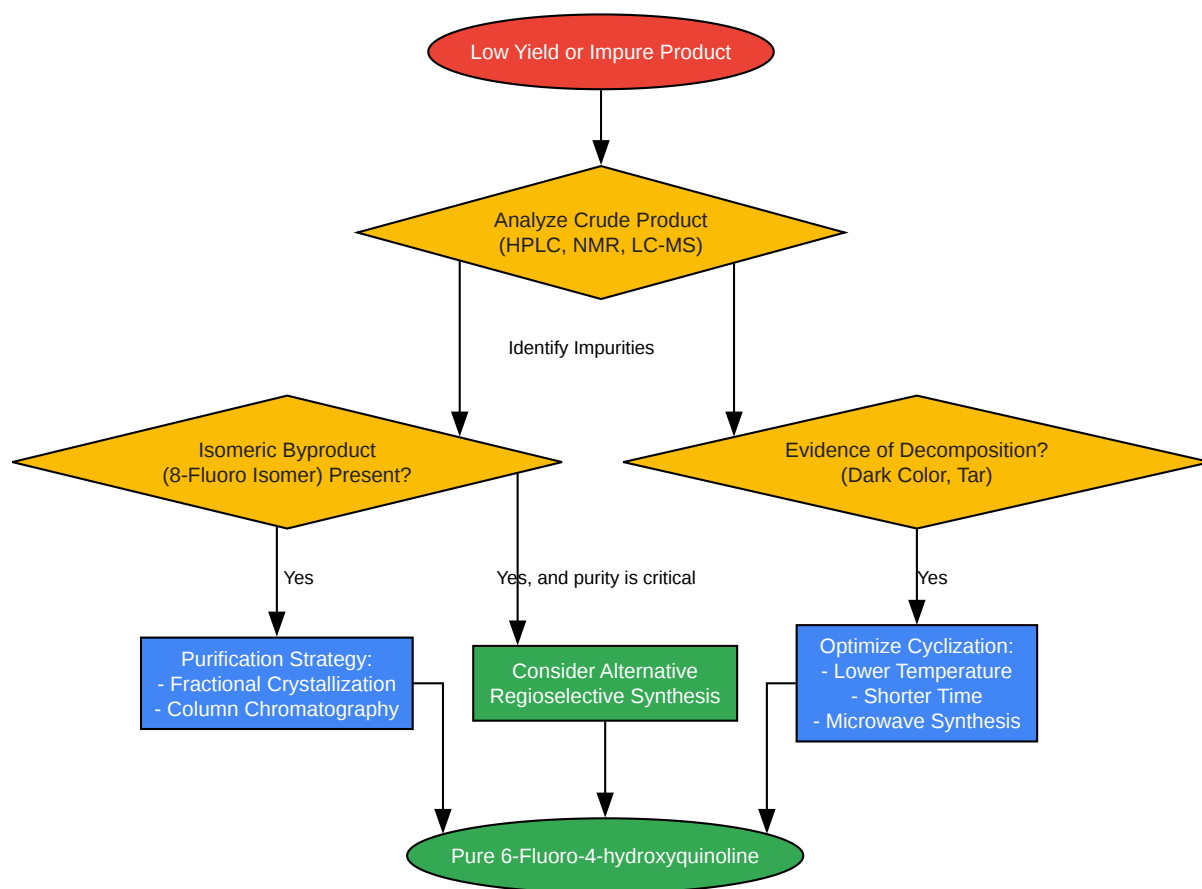 Low Yield or Impure Product
Analyze Crude Product
(HPLC, NMR, LC-MS)
Identify Impurities
Isomeric Byproduct
(8-Fluoro Isomer) Present?
Evidence of Decomposition?
(Dark Color, Tar)
Yes
Yes, and purity is critical
Yes
Purification Strategy:
- Fractional Crystallization
- Column Chromatography
Consider Alternative
Regioselective Synthesis
Optimize Cyclization:
- Lower Temperature
- Shorter Time
- Microwave Synthesis
Pure 6-Fluoro-4-hydroxyquinoline